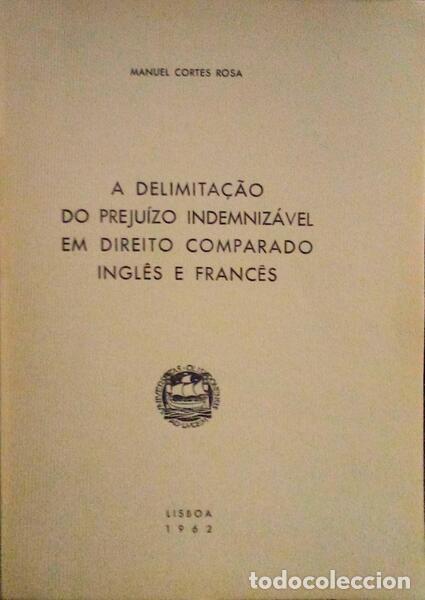 MANUEL CORTES ROSA
A DELIMITAÇÃO
DO PREJUÍZO INDEMNIZÁVEL
EM DIREITO COMPARADO
INGLÊS E FRANCÊS
LISBOA
1962
todocoleccion